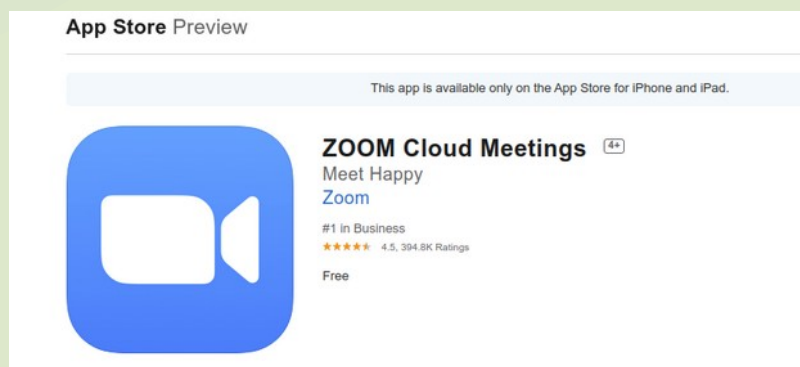 App Store Preview
This app is available only on the App Store for iPhone and iPad.
ZOOM Cloud Meetings 4+
Meet Happy
Zoom
#1 in Business
★★★★★ 4.5, 394.8K Ratings
Free